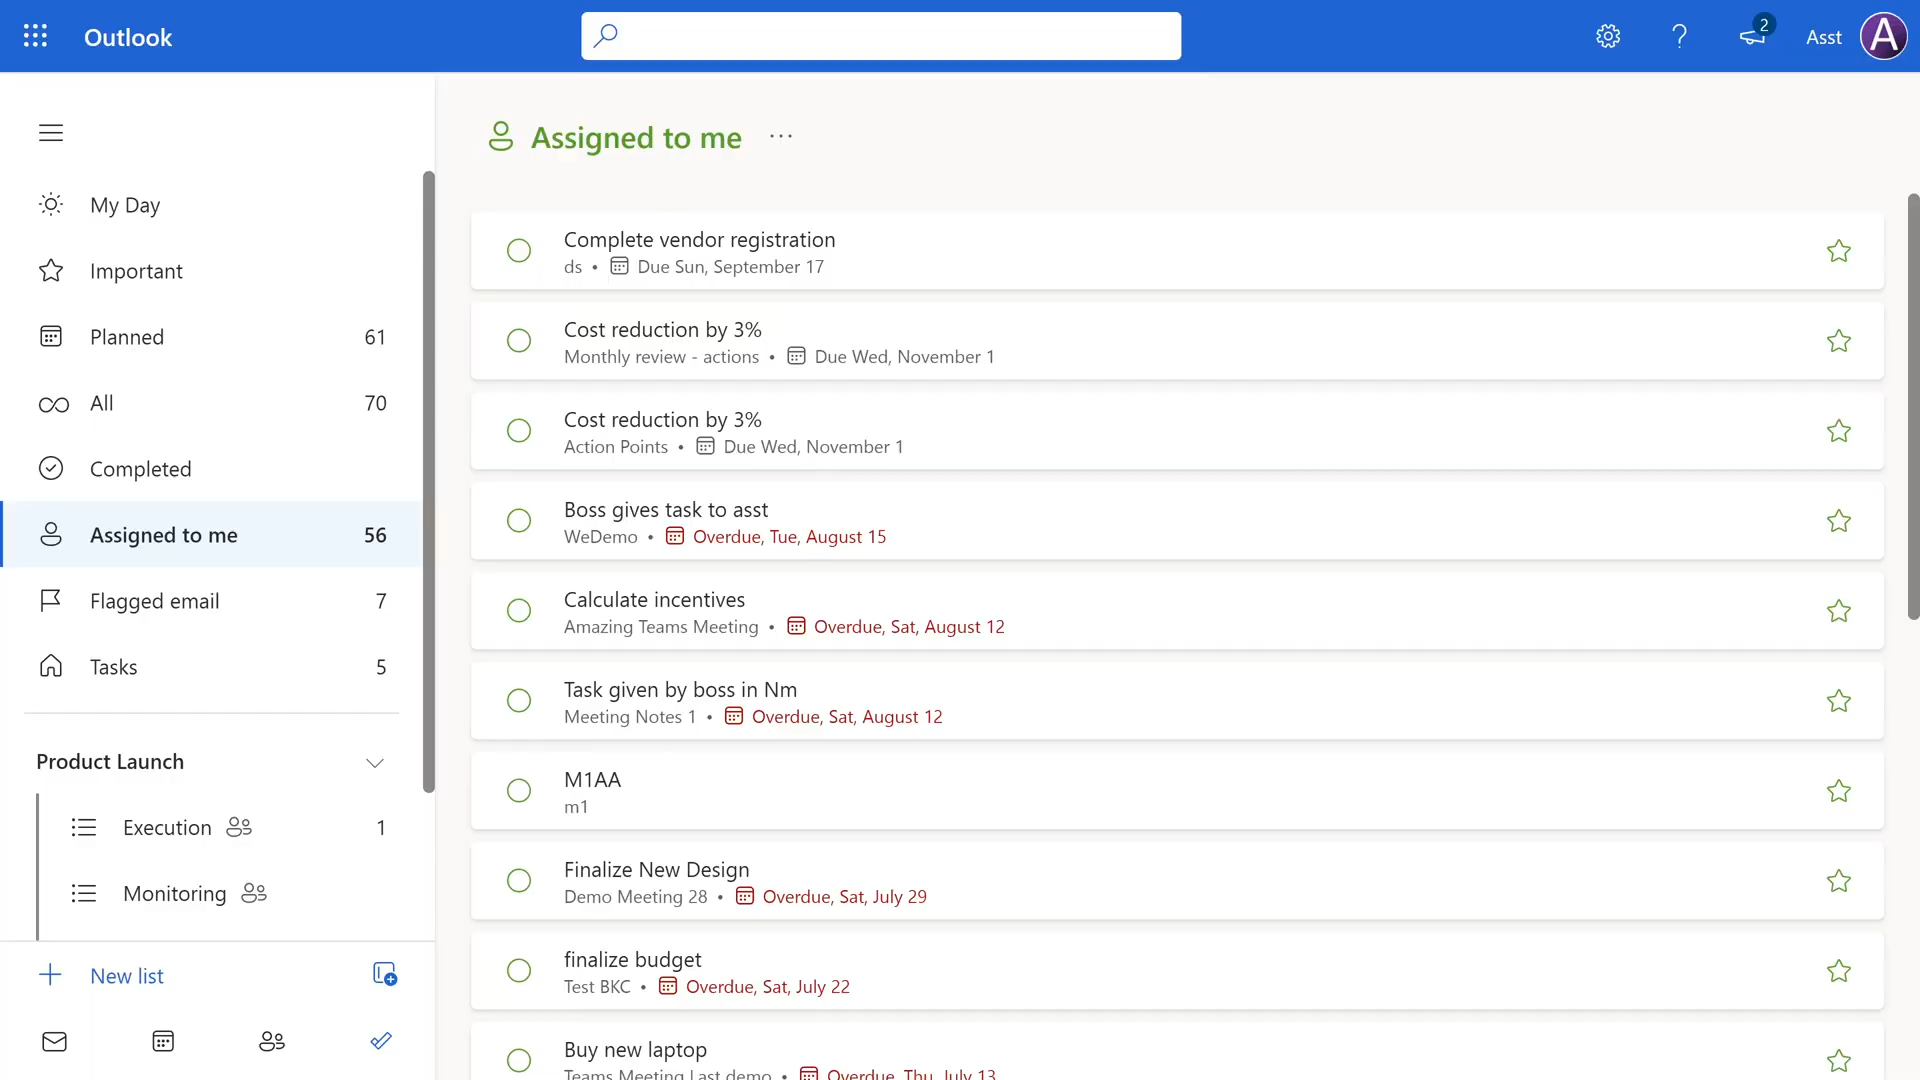 Outlook
2
Asst
A
My Day
Important
Planned 61
All 70
Completed
Assigned to me 56
Flagged email 7
Tasks 5
Product Launch
Execution 1
Monitoring
New list
Assigned to me ...
Complete vendor registration
ds • Due Sun, September 17
Cost reduction by 3%
Monthly review - actions • Due Wed, November 1
Cost reduction by 3%
Action Points • Due Wed, November 1
Boss gives task to asst
WeDemo • Overdue, Tue, August 15
Calculate incentives
Amazing Teams Meeting • Overdue, Sat, August 12
Task given by boss in Nm
Meeting Notes 1 • Overdue, Sat, August 12
M1AA
m1
Finalize New Design
Demo Meeting 28 • Overdue, Sat, July 29
finalize budget
Test BKC • Overdue, Sat, July 22
Buy new laptop
Teams Meeting Last demo • Overdue, Thu, July 13